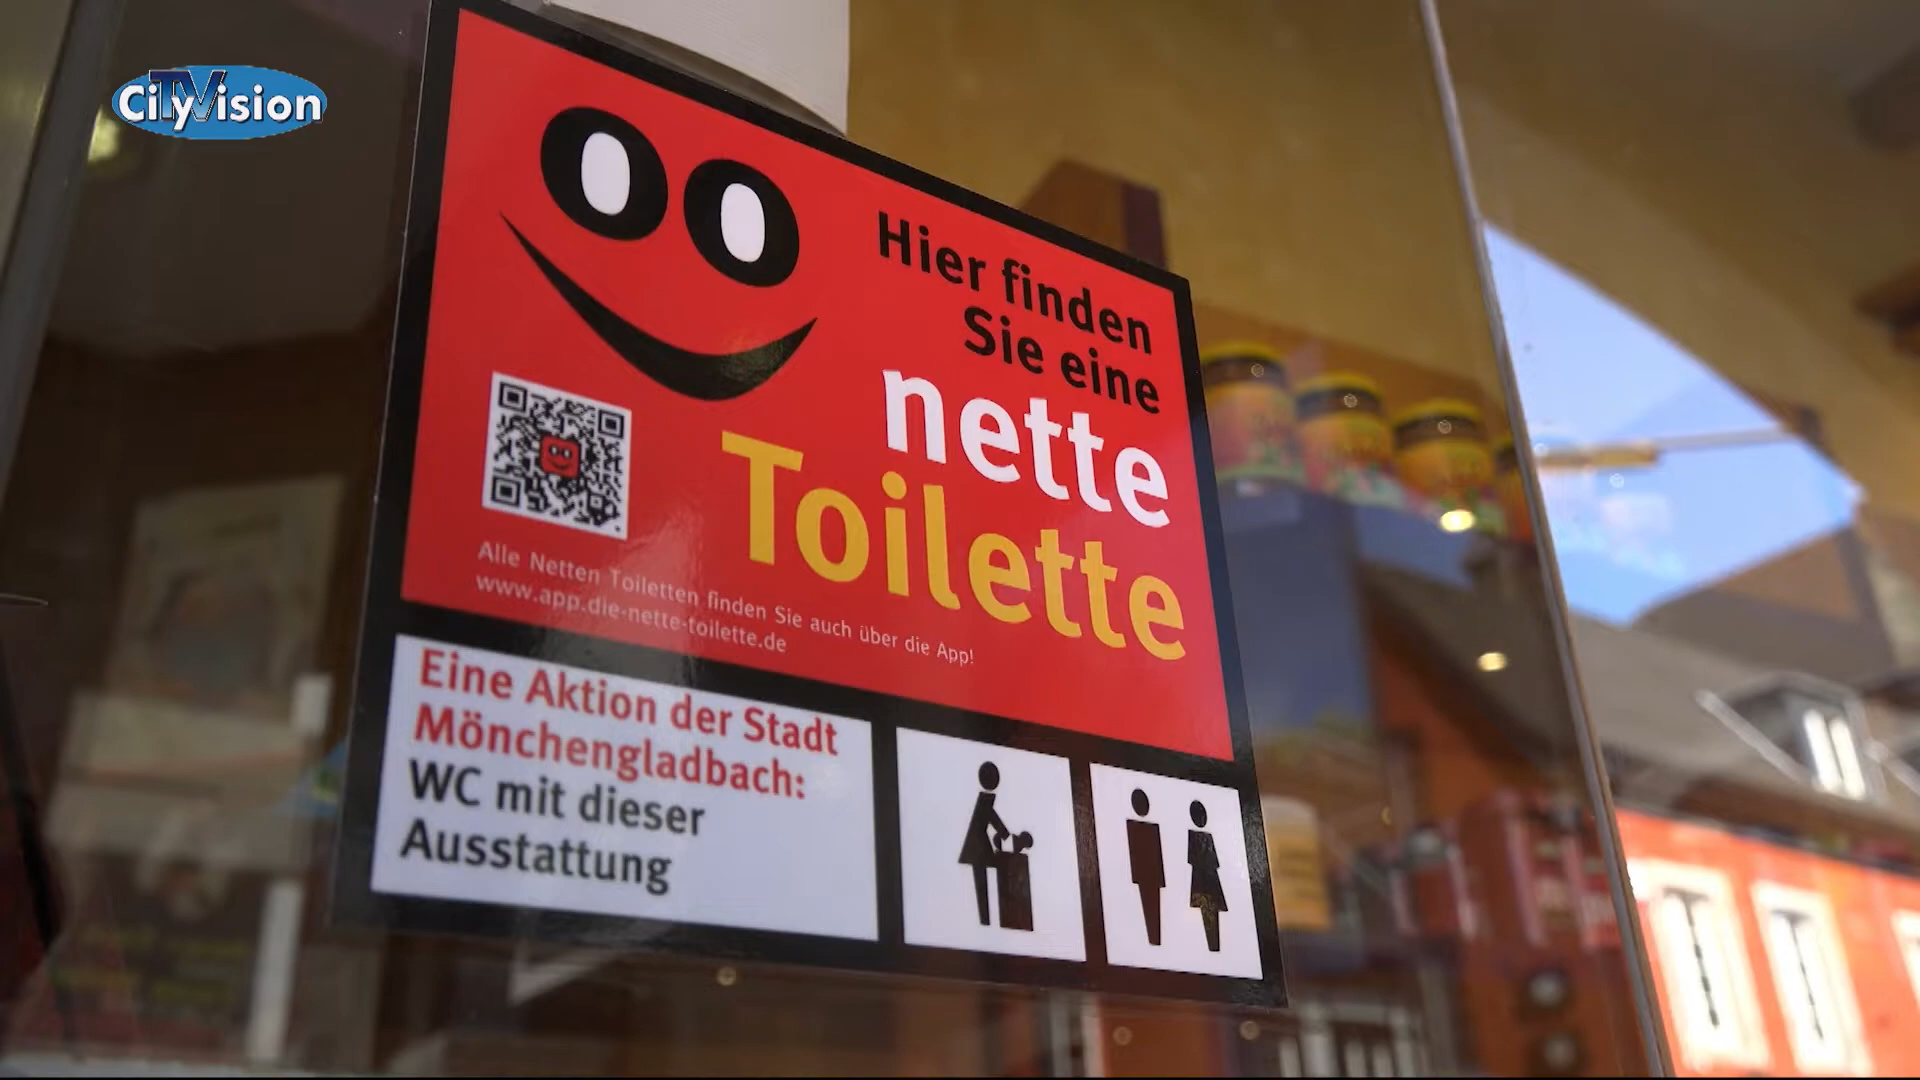 CityVision
TV
Hier finden
Sie eine
nette
Toilette
Alle Netten Toiletten finden Sie auch über die App!
www.app.die-nette-toilette.de
Eine Aktion der Stadt
Mönchengladbach:
WC mit dieser
Ausstattung